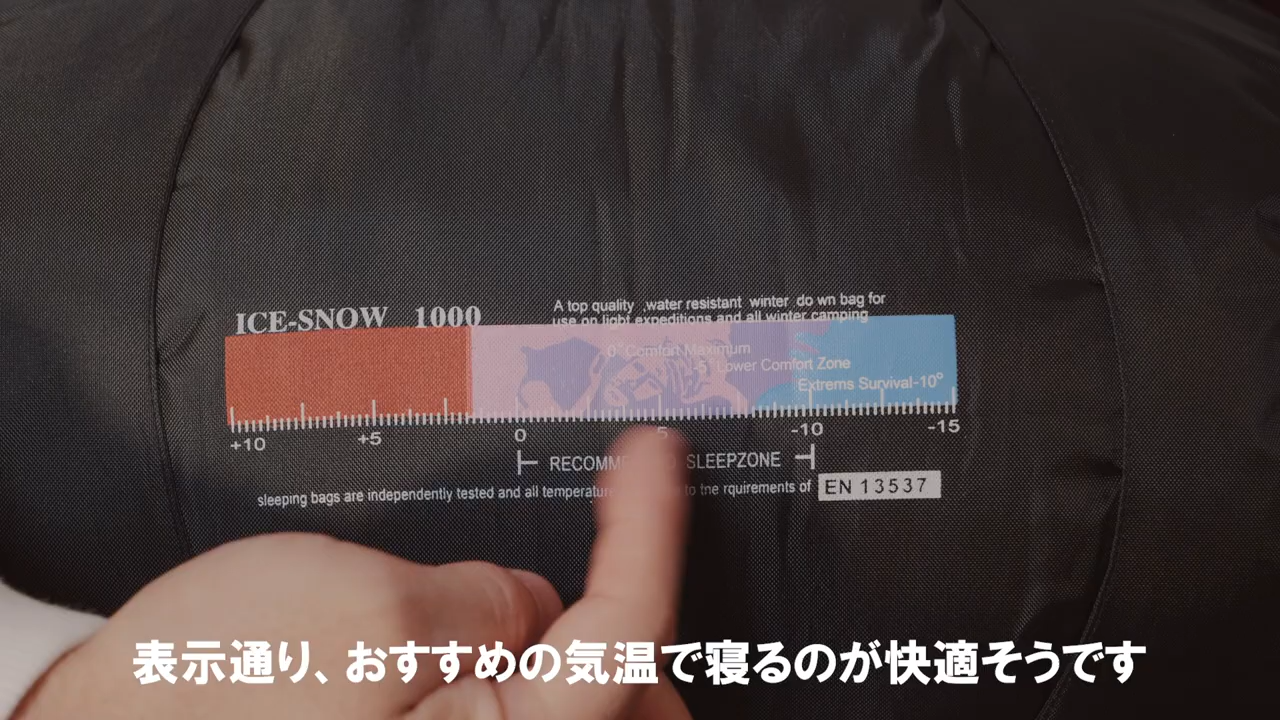 ICE-SNOW 1000
A top quality ,water resistant winter do wn bag for
use on light expeditions and all winter camping
0° Comfort Maximum
-5° Lower Comfort Zone
Extrems Survival-10°
+10 +5 0 5 -10 -15
SLEEPZONE
sleeping bags are independently tested and all to the rquirements of EN 13537
表示通り、おすすめの気温で寝るのが快適そうです